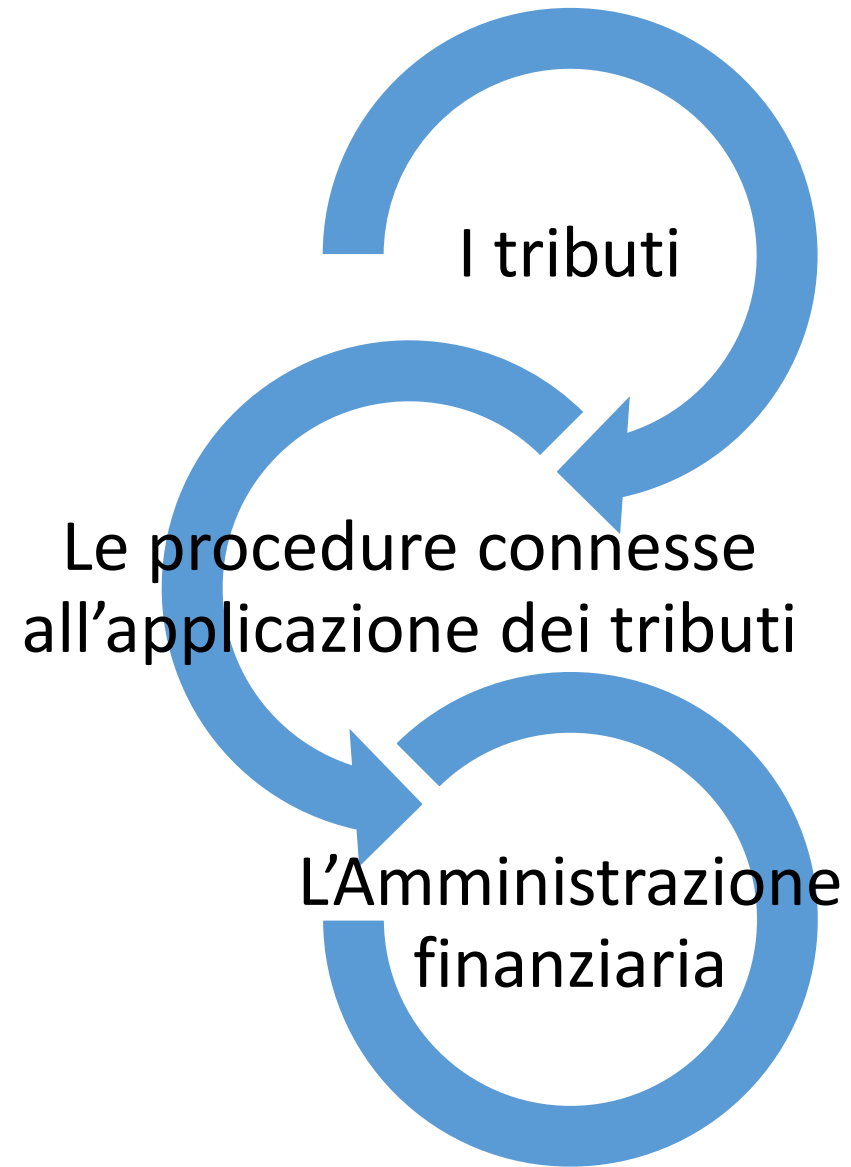 I tributi
Le procedure connesse
all’applicazione dei tributi
L’Amministrazione
finanziaria